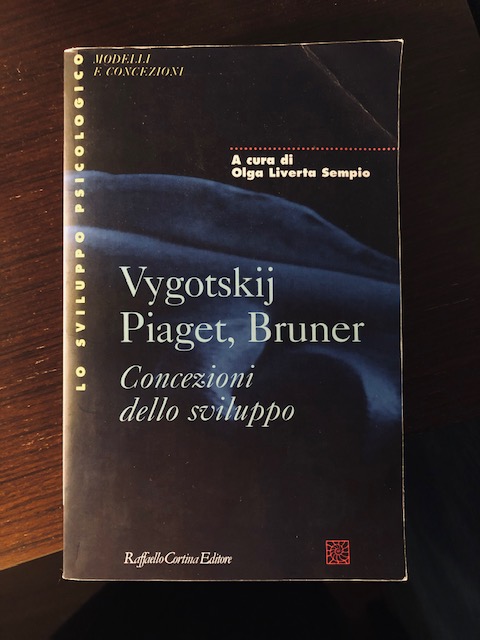 LO SVILUPPO PSICOLOGICO
MODELLI
E CONCEZIONI
A cura di
Olga Liverta Sempio
Vygotskij
Piaget, Bruner
Concezioni
dello sviluppo
Raffaello Cortina Editore